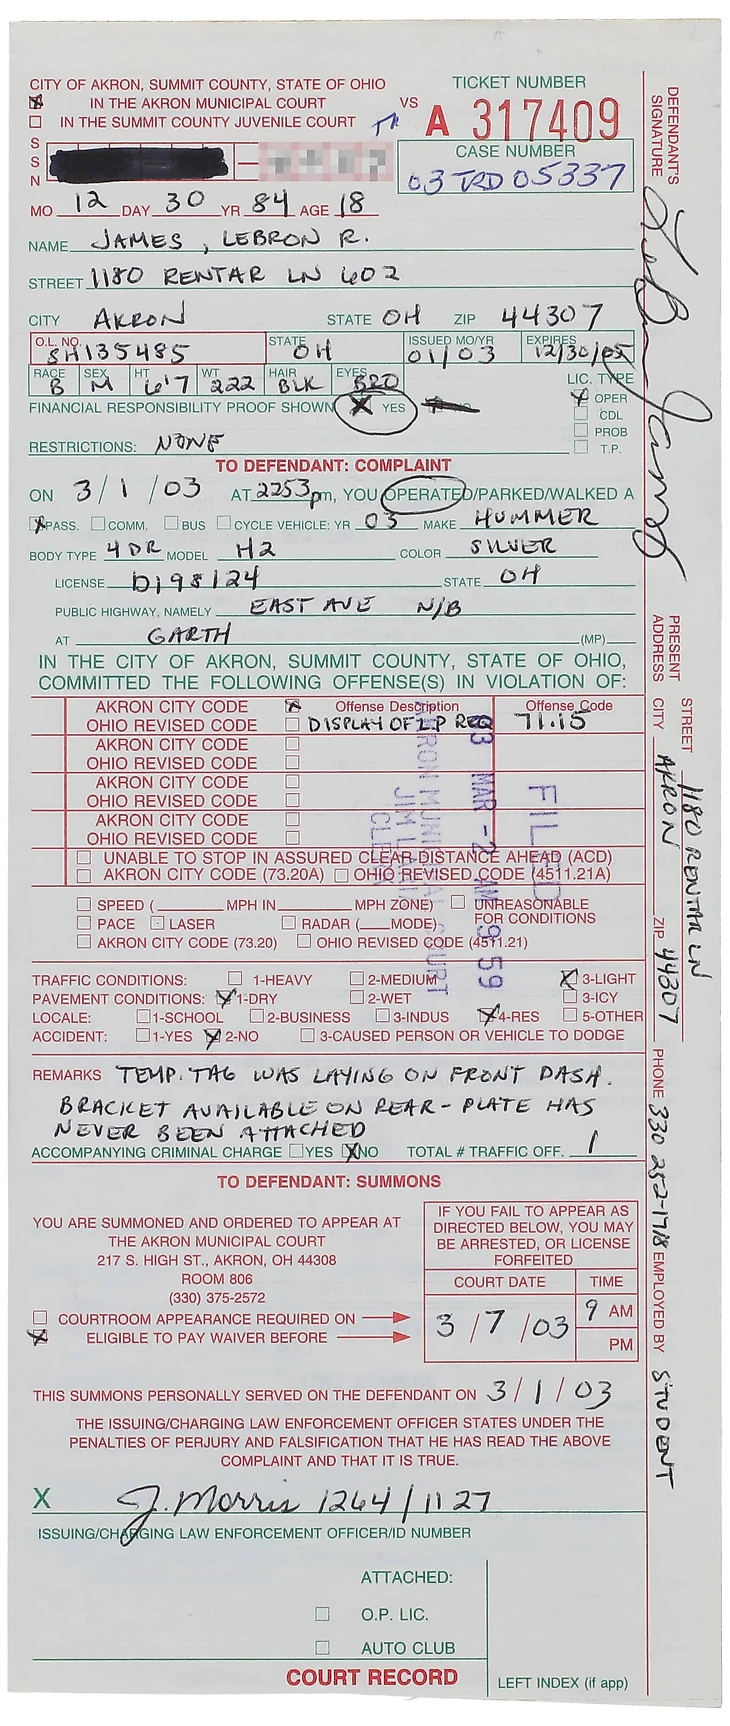 CITY OF AKRON, SUMMIT COUNTY, STATE OF OHIO
IN THE AKRON MUNICIPAL COURT
IN THE SUMMIT COUNTY JUVENILE COURT
VS
TICKET NUMBER
A 317409
CASE NUMBER
03 TRD 05337
SSN
MO 12 DAY 30 YR 84 AGE 18
NAME JAMES, LEBRON R.
STREET 1180 RENTAR LN 602
CITY AKRON STATE OH ZIP 44307
O.L. NO. STATE ISSUED MO/YR EXPIRES
SH135485 OH 01/03 12/30/05
RACE SEX HT WT HAIR EYES
B M 6'7 222 BLK BRO
LIC. TYPE
OPER
CDL
PROB
T.P.
FINANCIAL RESPONSIBILITY PROOF SHOWN X YES
RESTRICTIONS: NONE
TO DEFENDANT: COMPLAINT
ON 3/1/03 AT 2253pm, YOU OPERATED/PARKED/WALKED A
PASS. COMM. BUS CYCLE VEHICLE: YR 03 MAKE HUMMER
BODY TYPE 4DR MODEL H2 COLOR SILVER
LICENSE D198124 STATE OH
PUBLIC HIGHWAY, NAMELY EAST AVE N/B
AT GARTH (MP)
IN THE CITY OF AKRON, SUMMIT COUNTY, STATE OF OHIO,
COMMITTED THE FOLLOWING OFFENSE(S) IN VIOLATION OF:
AKRON CITY CODE Offense Description Offense Code
OHIO REVISED CODE DISPLAY OF LP REQ 71.15
AKRON CITY CODE
OHIO REVISED CODE
AKRON CITY CODE
OHIO REVISED CODE
AKRON CITY CODE
OHIO REVISED CODE
UNABLE TO STOP IN ASSURED CLEAR DISTANCE AHEAD (ACD)
AKRON CITY CODE (73.20A) OHIO REVISED CODE (4511.21A)
SPEED ( MPH IN MPH ZONE) UNREASONABLE
PACE LASER RADAR ( MODE) FOR CONDITIONS
AKRON CITY CODE (73.20) OHIO REVISED CODE (4511.21)
FILED
03 MAR -2 AM 9 59
AKRON MUNICIPAL COURT
CLERK
TRAFFIC CONDITIONS: 1-HEAVY 2-MEDIUM 3-LIGHT
PAVEMENT CONDITIONS: 1-DRY 2-WET 3-ICY
LOCALE: 1-SCHOOL 2-BUSINESS 3-INDUS 4-RES 5-OTHER
ACCIDENT: 1-YES 2-NO 3-CAUSED PERSON OR VEHICLE TO DODGE
REMARKS TEMP. TAG WAS LAYING ON FRONT DASH.
BRACKET AVAILABLE ON REAR-PLATE HAS
NEVER BEEN ATTACHED
ACCOMPANYING CRIMINAL CHARGE YES NO TOTAL # TRAFFIC OFF. 1
TO DEFENDANT: SUMMONS
YOU ARE SUMMONED AND ORDERED TO APPEAR AT
THE AKRON MUNICIPAL COURT
217 S. HIGH ST., AKRON, OH 44308
ROOM 806
(330) 375-2572
COURTROOM APPEARANCE REQUIRED ON
ELIGIBLE TO PAY WAIVER BEFORE
IF YOU FAIL TO APPEAR AS
DIRECTED BELOW, YOU MAY
BE ARRESTED, OR LICENSE
FORFEITED
COURT DATE TIME
3/7/03 9 AM
PM
THIS SUMMONS PERSONALLY SERVED ON THE DEFENDANT ON 3/1/03
THE ISSUING/CHARGING LAW ENFORCEMENT OFFICER STATES UNDER THE
PENALTIES OF PERJURY AND FALSIFICATION THAT HE HAS READ THE ABOVE
COMPLAINT AND THAT IT IS TRUE.
X J. Morris 1264/1127
ISSUING/CHARGING LAW ENFORCEMENT OFFICER/ID NUMBER
ATTACHED:
O.P. LIC.
AUTO CLUB
COURT RECORD
LEFT INDEX (if app)
DEFENDANT'S SIGNATURE LeBron James
PRESENT ADDRESS STREET 1180 RENTAR LN
CITY AKRON ZIP 44307 PHONE 330 252-1718 EMPLOYED BY STUDENT